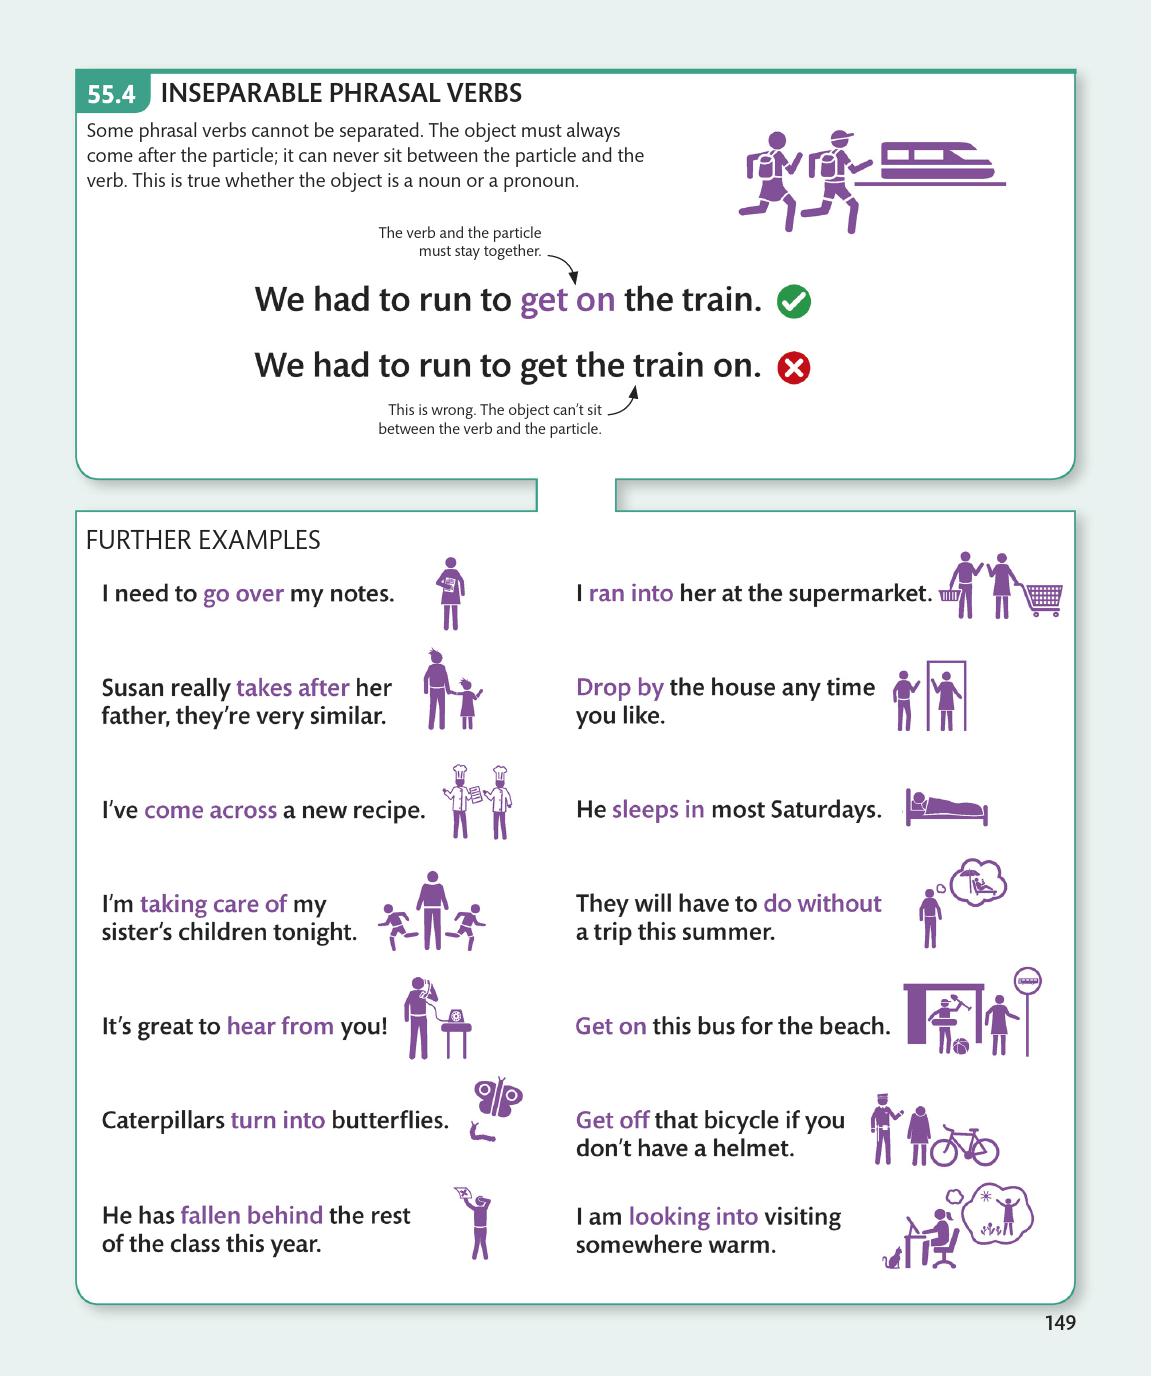 55.4 INSEPARABLE PHRASAL VERBS
Some phrasal verbs cannot be separated. The object must always
come after the particle; it can never sit between the particle and the
verb. This is true whether the object is a noun or a pronoun.
The verb and the particle
must stay together.
We had to run to get on the train.
We had to run to get the train on.
This is wrong. The object can’t sit
between the verb and the particle.
FURTHER EXAMPLES
I need to go over my notes.
Susan really takes after her
father, they’re very similar.
I’ve come across a new recipe.
I’m taking care of my
sister’s children tonight.
It’s great to hear from you!
Caterpillars turn into butterflies.
He has fallen behind the rest
of the class this year.
I ran into her at the supermarket.
Drop by the house any time
you like.
He sleeps in most Saturdays.
They will have to do without
a trip this summer.
Get on this bus for the beach.
Get off that bicycle if you
don’t have a helmet.
I am looking into visiting
somewhere warm.
149